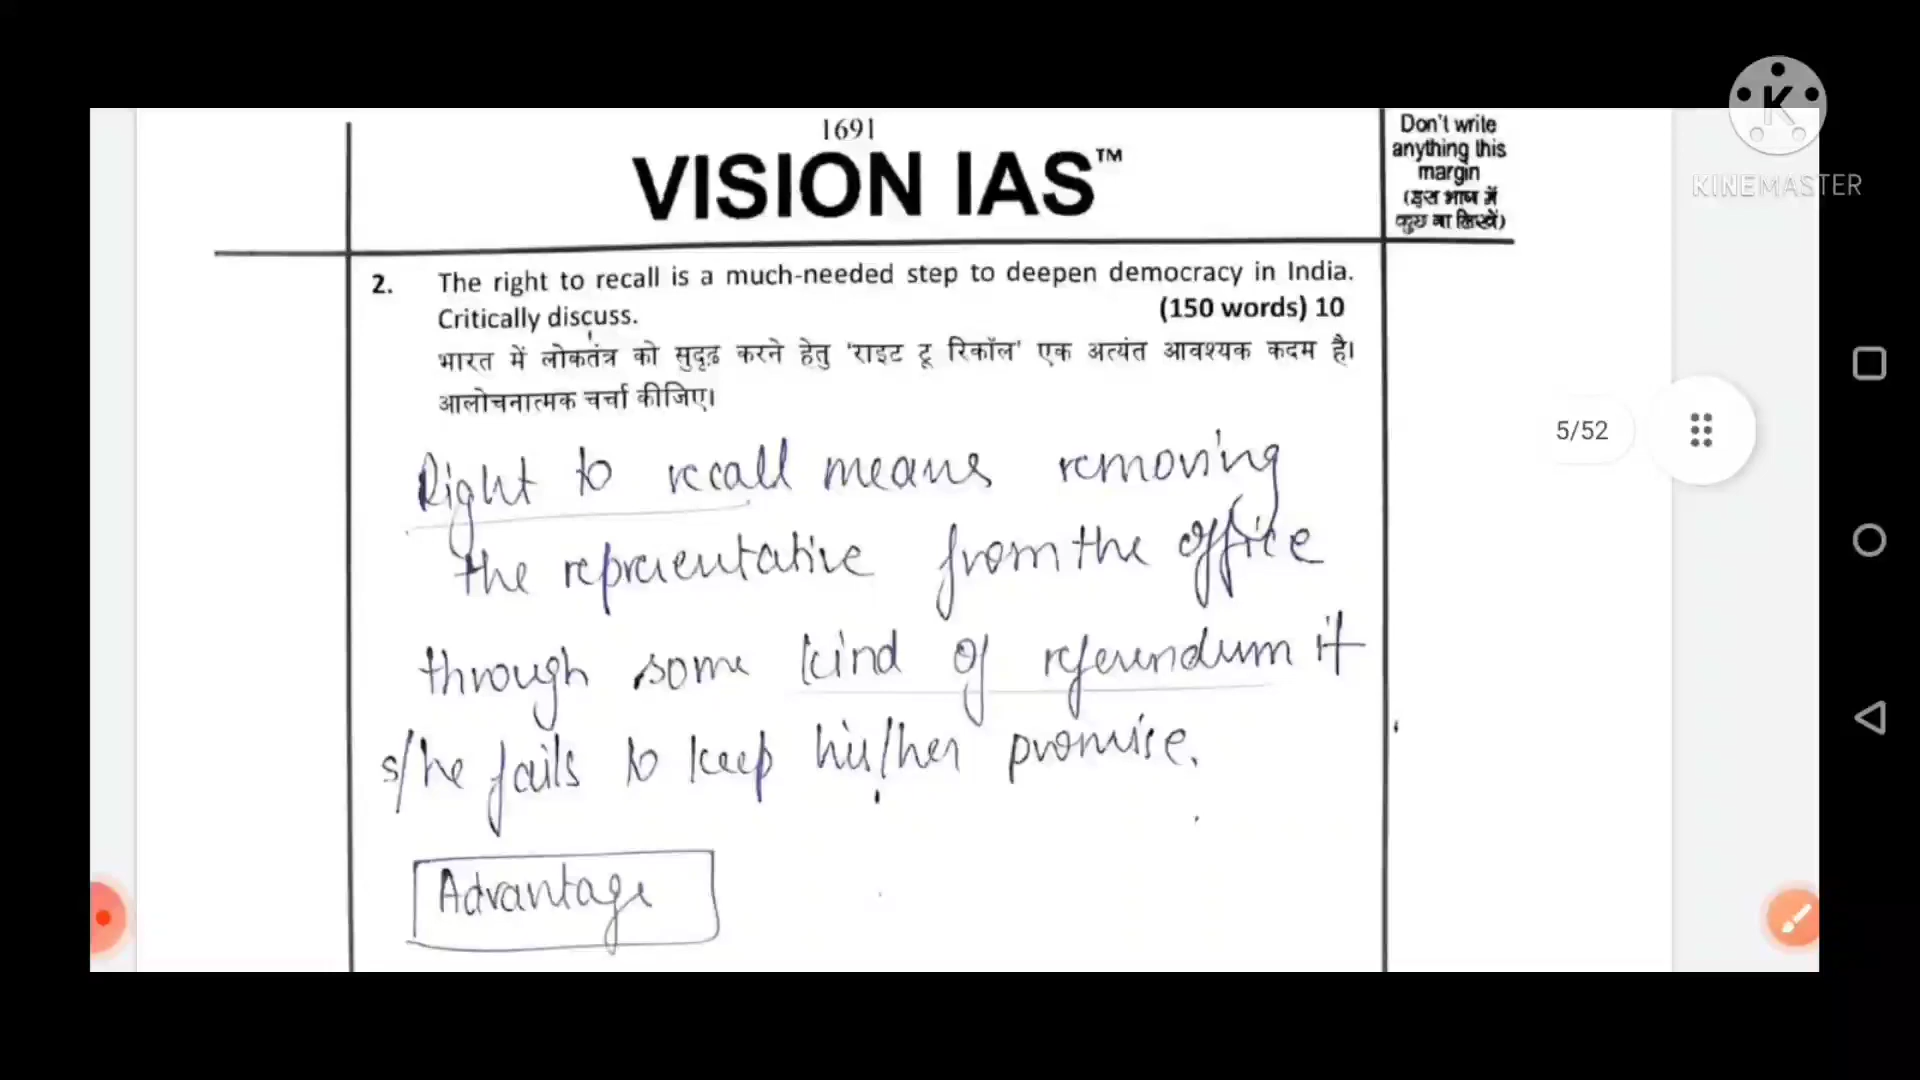 1691
VISION IAS™
Don't write
anything this
margin
(इस भाग में
कुछ ना लिखें)
KINEMASTER
2. The right to recall is a much-needed step to deepen democracy in India.
Critically discuss. (150 words) 10
भारत में लोकतंत्र को सुदृढ़ करने हेतु 'राइट टू रिकॉल' एक अत्यंत आवश्यक कदम है।
आलोचनात्मक चर्चा कीजिए।
5/52
Right to recall means removing
the representative from the office
through some kind of referendum if
s/he fails to keep his/her promise.
Advantage